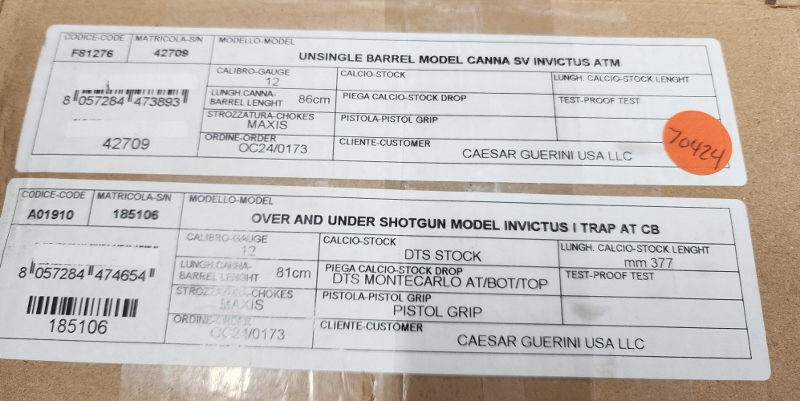 CODICE-CODE MATRICOLA-S/N MODELLO-MODEL
F81276 42709 UNSINGLE BARREL MODEL CANNA SV INVICTUS ATM
CALIBRO-GAUGE CALCIO-STOCK LUNGH. CALCIO-STOCK LENGHT
12
LUNGH.CANNA-BARREL LENGHT 86cm PIEGA CALCIO-STOCK DROP TEST-PROOF TEST
8 057284 473893
STROZZATURA-CHOKES PISTOLA-PISTOL GRIP
MAXIS
42709
ORDINE-ORDER CLIENTE-CUSTOMER
OC24/0173 CAESAR GUERINI USA LLC
70424
CODICE-CODE MATRICOLA-S/N MODELLO-MODEL
A01910 185106 OVER AND UNDER SHOTGUN MODEL INVICTUS I TRAP AT CB
CALIBRO-GAUGE CALCIO-STOCK LUNGH. CALCIO-STOCK LENGHT
12 DTS STOCK mm 377
LUNGH.CANNA-BARREL LENGHT 81cm PIEGA CALCIO-STOCK DROP TEST-PROOF TEST
8 057284 474654 DTS MONTECARLO AT/BOT/TOP
STROZZATURA-CHOKES PISTOLA-PISTOL GRIP
MAXIS PISTOL GRIP
185106
ORDINE-ORDER CLIENTE-CUSTOMER
OC24/0173 CAESAR GUERINI USA LLC